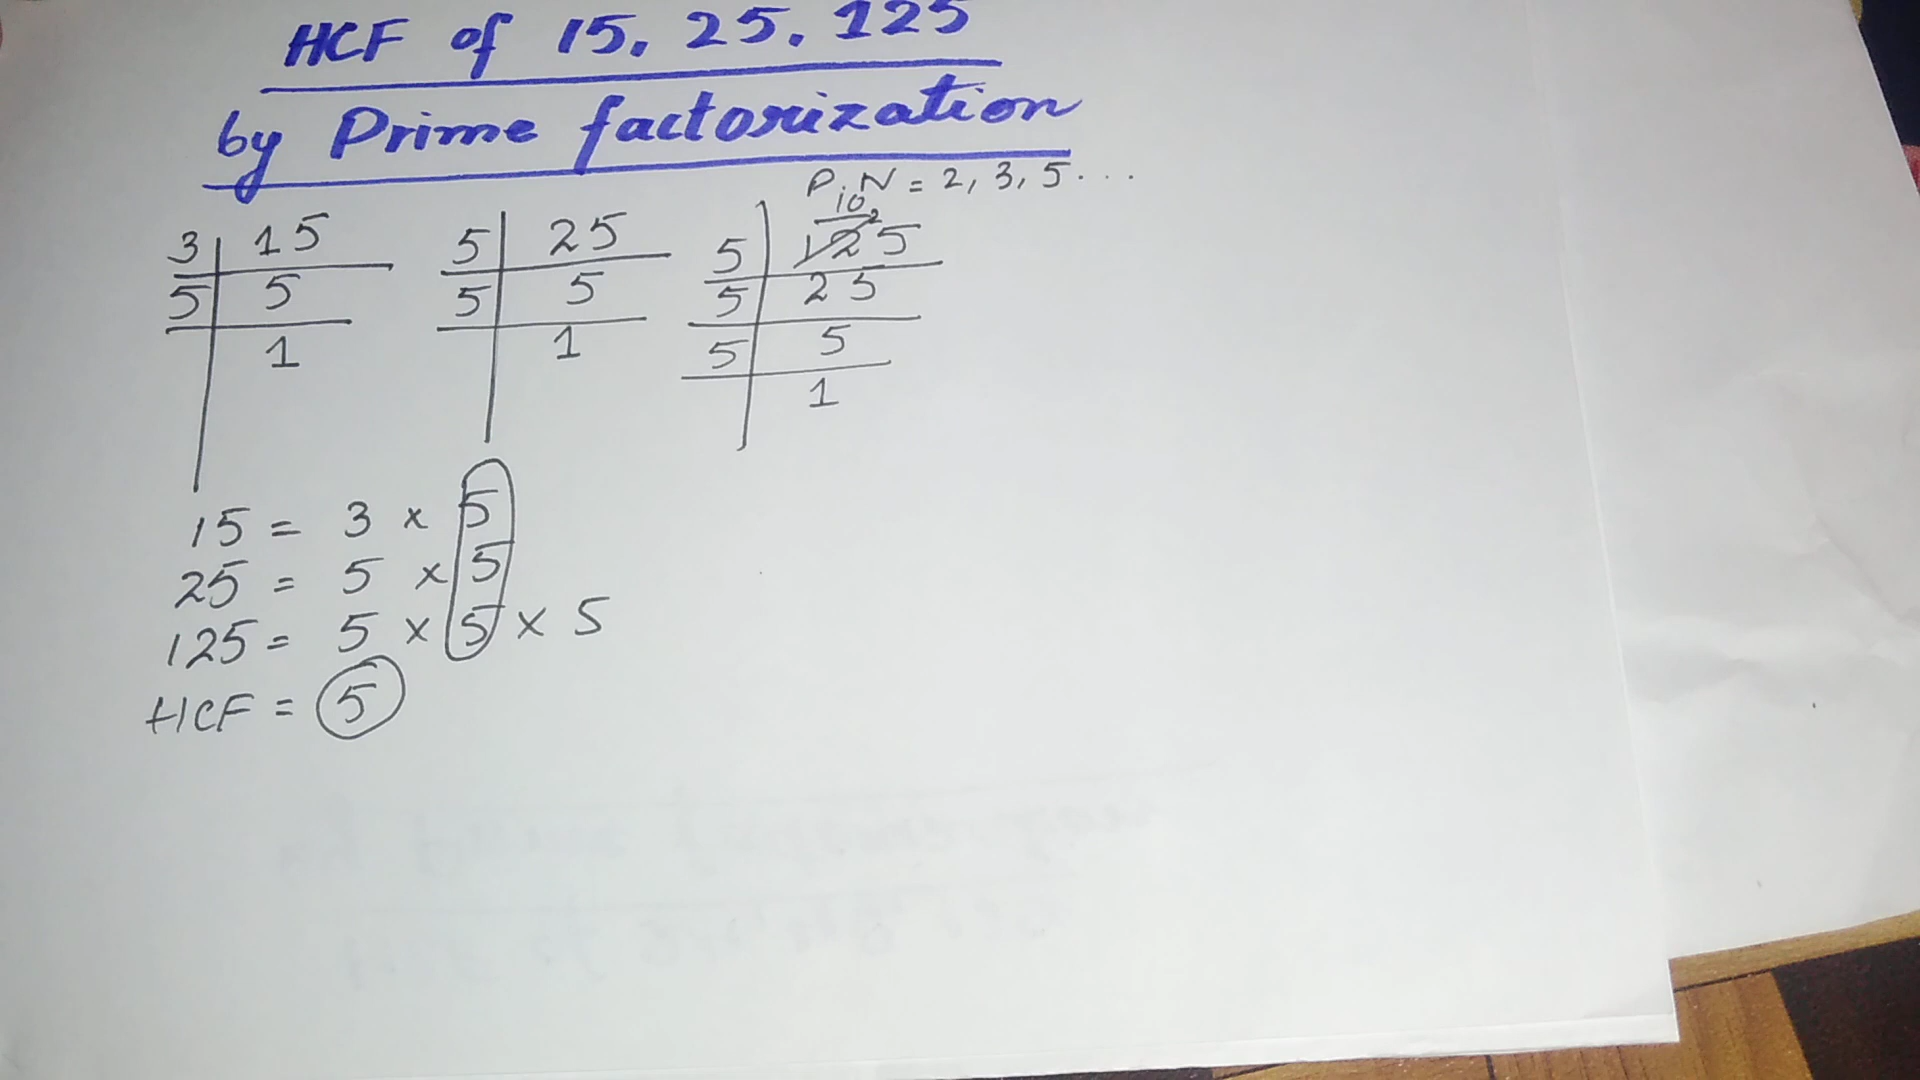 HCF of 15, 25, 125
by Prime factorization
P.N = 2, 3, 5 . . .
3 | 15
5 | 5
1
5 | 25
5 | 5
1
10 2
5 | 125
5 | 25
5 | 5
1
15 = 3 × 5
25 = 5 × 5
125 = 5 × 5 × 5
HCF = 5